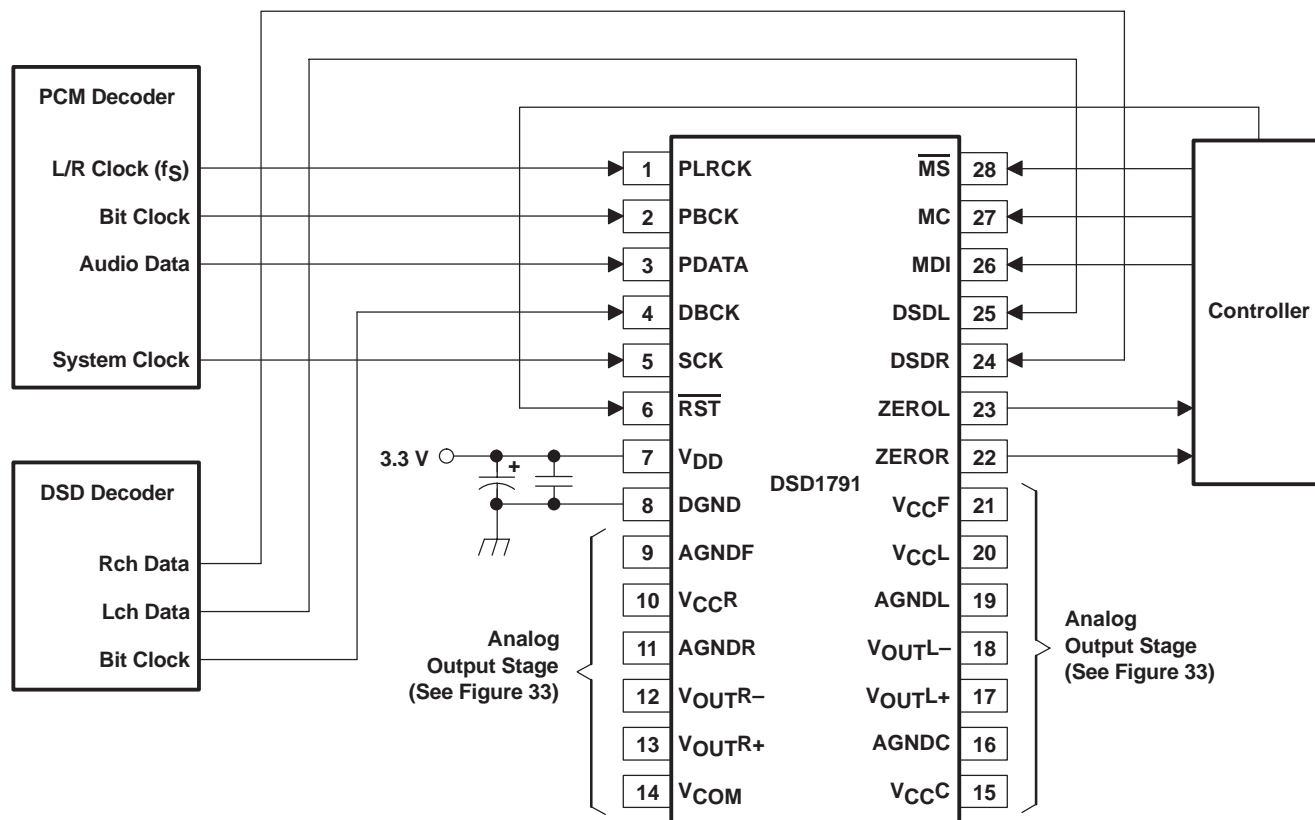 PCM Decoder
L/R Clock (fS)
Bit Clock
Audio Data
System Clock
DSD Decoder
Rch Data
Lch Data
Bit Clock
3.3 V
+
Analog
Output Stage
(See Figure 33)
1 PLRCK
2 PBCK
3 PDATA
4 DBCK
5 SCK
6 RST
7 VDD
8 DGND
9 AGNDF
10 VCCR
11 AGNDR
12 VOUTR–
13 VOUTR+
14 VCOM
DSD1791
MS 28
MC 27
MDI 26
DSDL 25
DSDR 24
ZEROL 23
ZEROR 22
VCCF 21
VCCL 20
AGNDL 19
VOUTL– 18
VOUTL+ 17
AGNDC 16
VCCC 15
Controller
Analog
Output Stage
(See Figure 33)